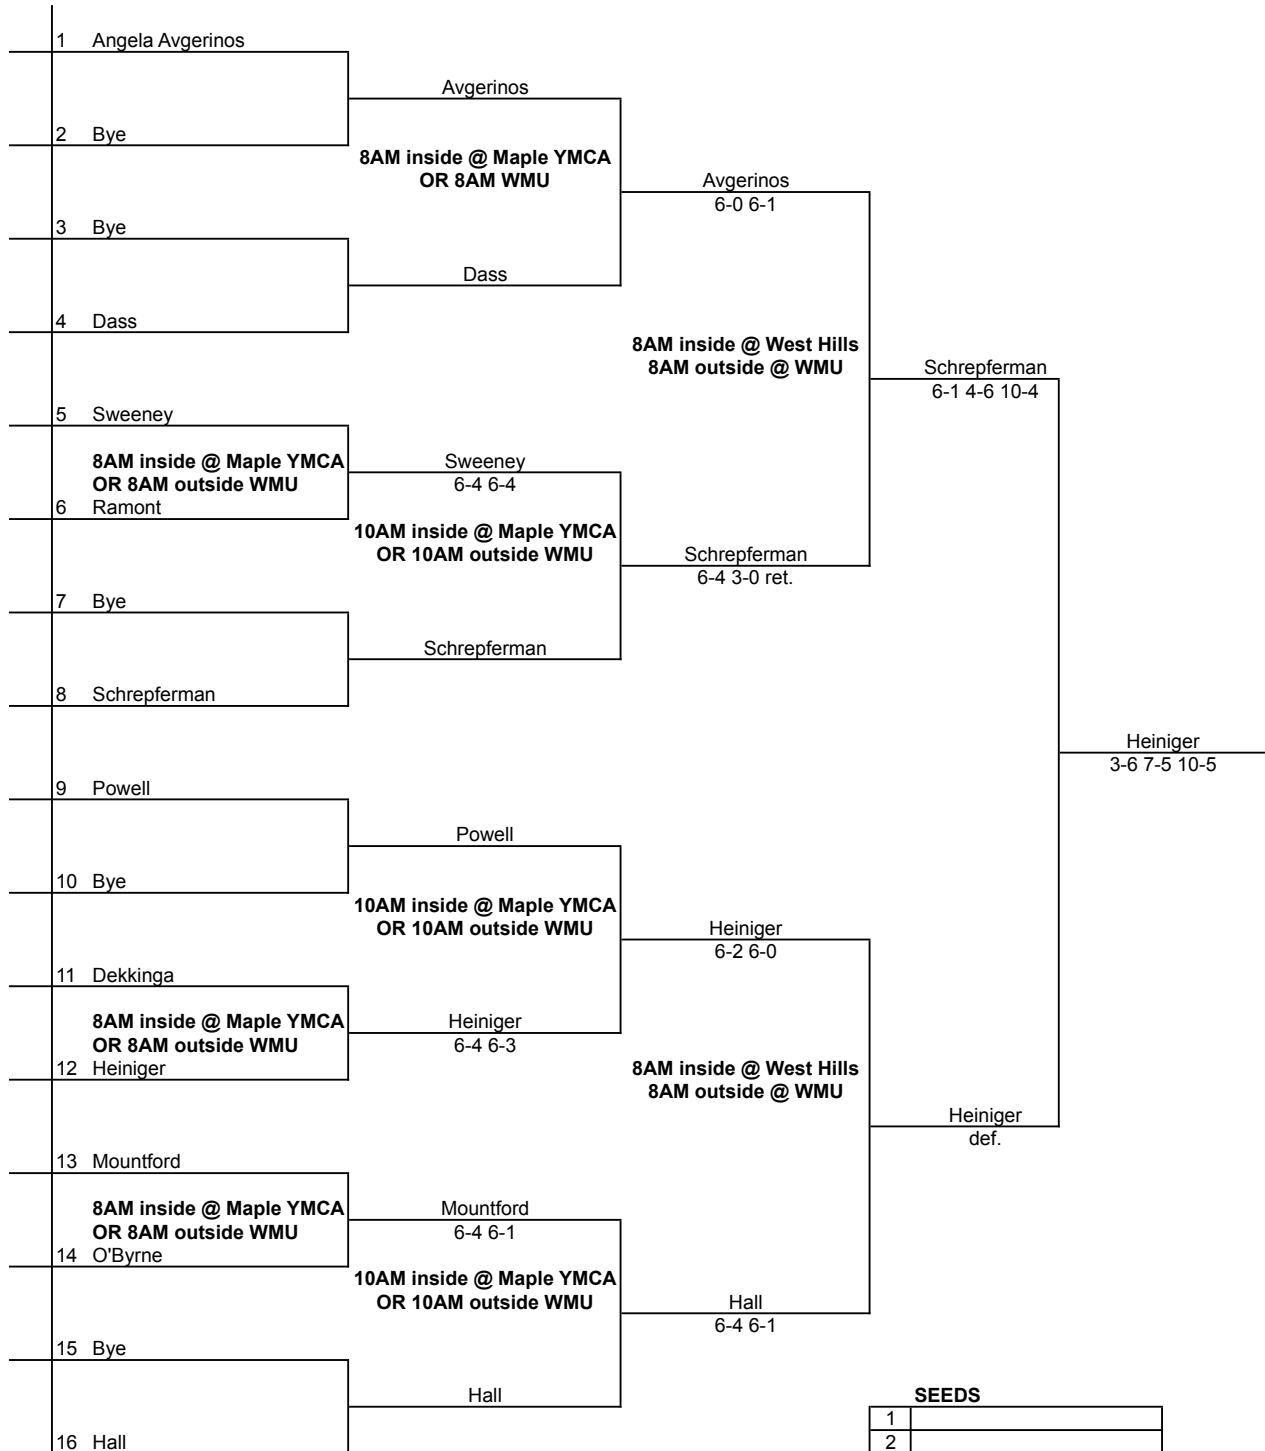 1 Angela Avgerinos
Avgerinos
2 Bye
8AM inside @ Maple YMCA
OR 8AM WMU
Avgerinos
6-0 6-1
3 Bye
Dass
4 Dass
8AM inside @ West Hills
8AM outside @ WMU
Schrepferman
6-1 4-6 10-4
5 Sweeney
8AM inside @ Maple YMCA
OR 8AM outside WMU
Sweeney
6-4 6-4
6 Ramont
10AM inside @ Maple YMCA
OR 10AM outside WMU
Schrepferman
6-4 3-0 ret.
7 Bye
Schrepferman
8 Schrepferman
Heiniger
3-6 7-5 10-5
9 Powell
Powell
10 Bye
10AM inside @ Maple YMCA
OR 10AM outside WMU
Heiniger
6-2 6-0
11 Dekkinga
8AM inside @ Maple YMCA
OR 8AM outside WMU
Heiniger
6-4 6-3
12 Heiniger
8AM inside @ West Hills
8AM outside @ WMU
Heiniger
def.
13 Mountford
8AM inside @ Maple YMCA
OR 8AM outside WMU
Mountford
6-4 6-1
14 O'Byrne
10AM inside @ Maple YMCA
OR 10AM outside WMU
Hall
6-4 6-1
15 Bye
Hall
SEEDS
1
16 Hall
2